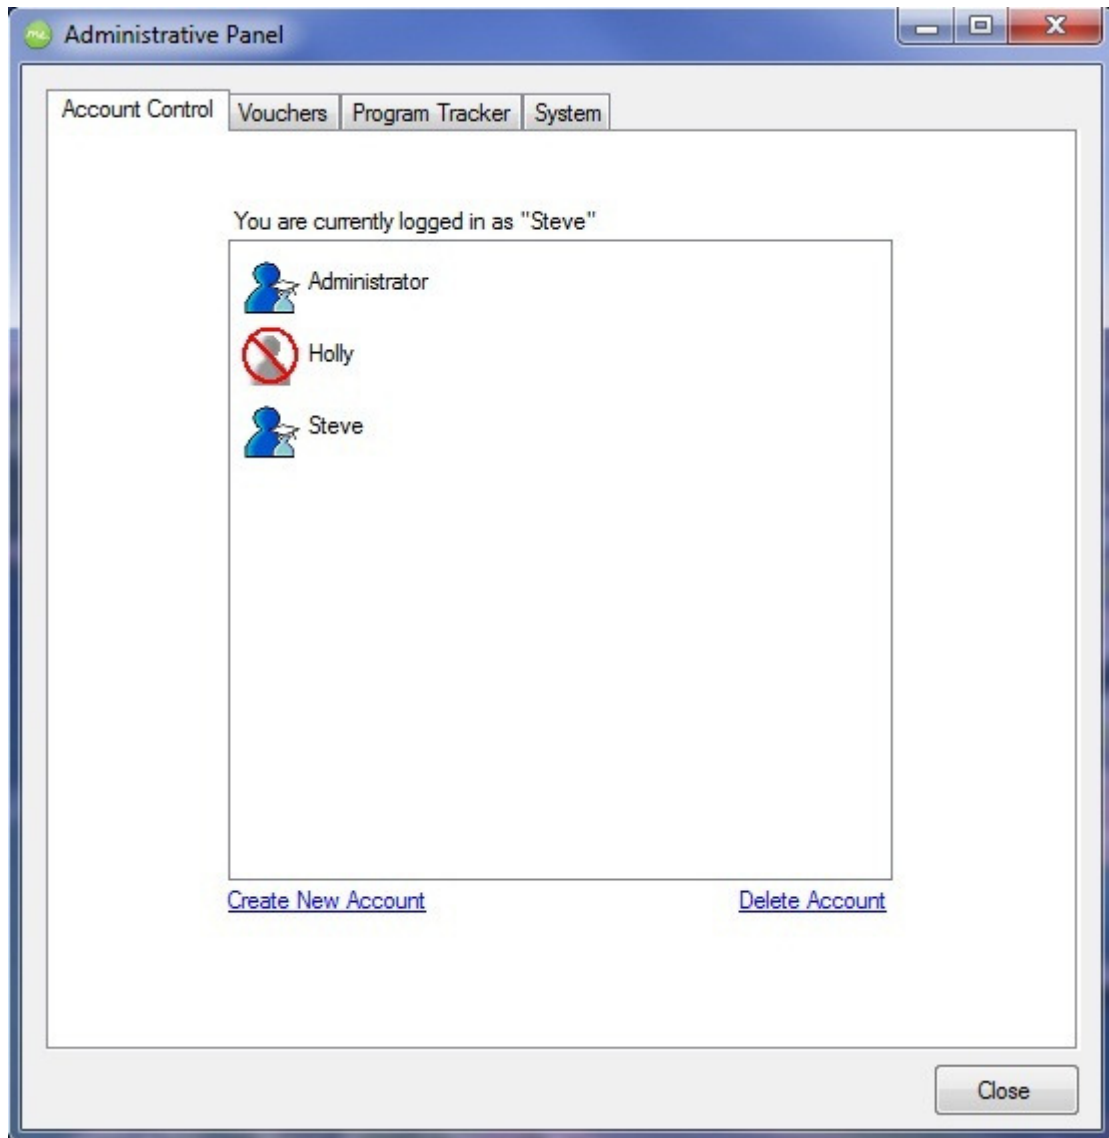 Administrative Panel
Account Control Vouchers Program Tracker System
You are currently logged in as "Steve"
Administrator
Holly
Steve
Create New Account Delete Account
Close